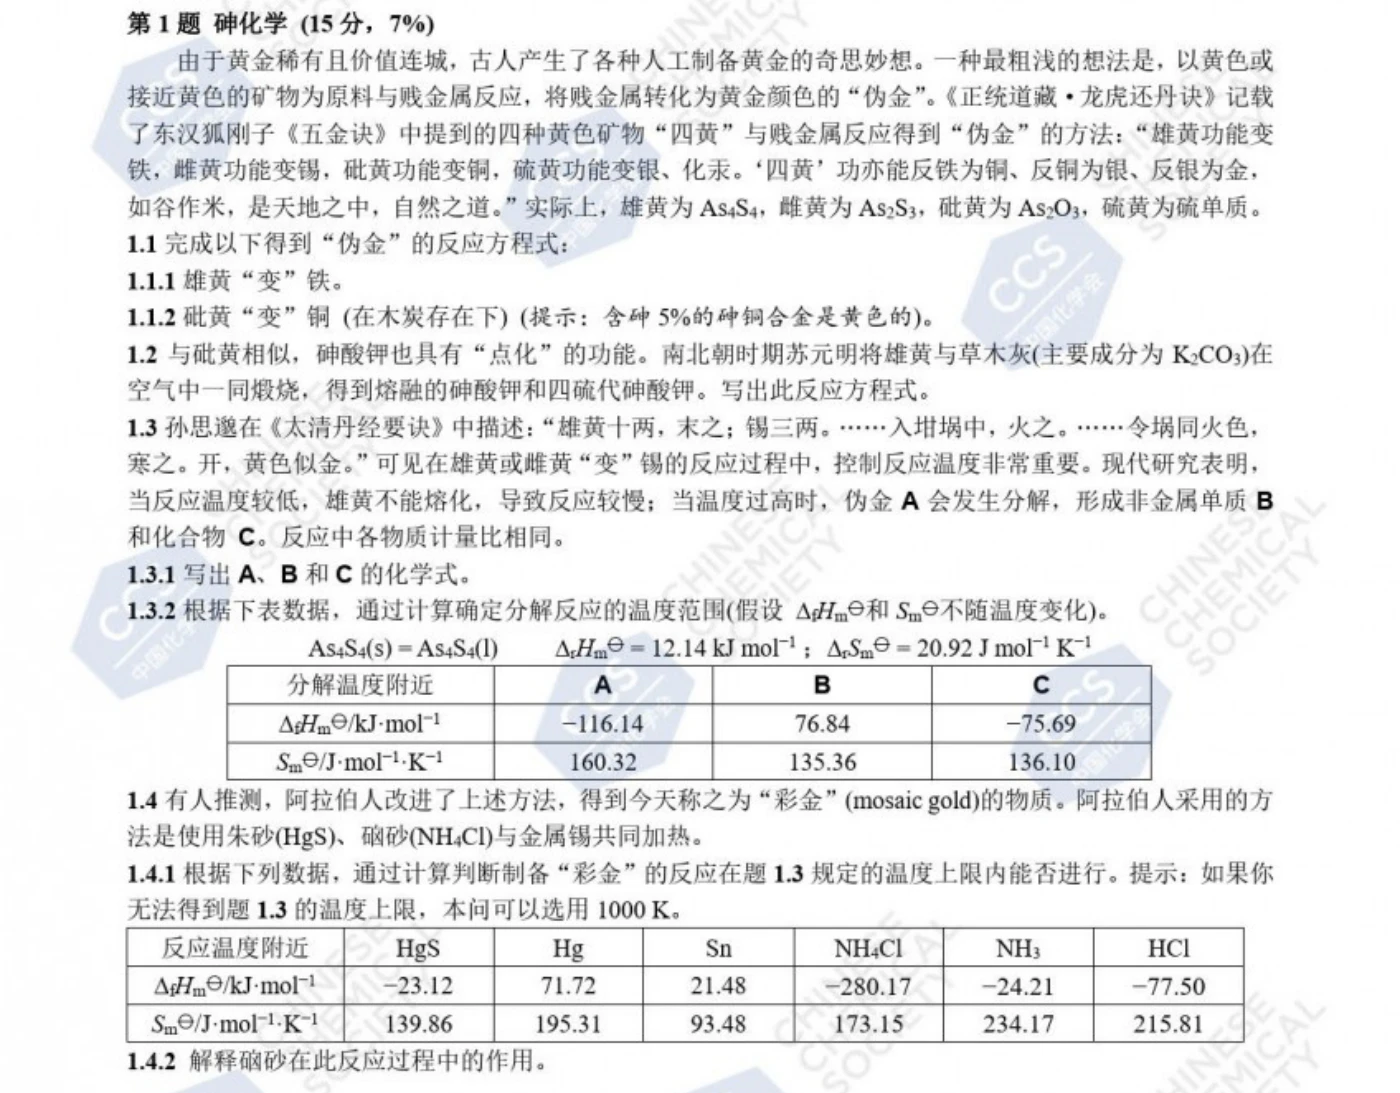 第 1 题 砷化学 (15 分，7%)
由于黄金稀有且价值连城，古人产生了各种人工制备黄金的奇思妙想。一种最粗浅的想法是，以黄色或
接近黄色的矿物为原料与贱金属反应，将贱金属转化为黄金颜色的“伪金”。《正统道藏•龙虎还丹诀》记载
了东汉狐刚子《五金诀》中提到的四种黄色矿物“四黄”与贱金属反应得到“伪金”的方法：“雄黄功能变
铁，雌黄功能变锡，砒黄功能变铜，硫黄功能变银、化汞。‘四黄’功亦能反铁为铜、反铜为银、反银为金，
如谷作米，是天地之中，自然之道。”实际上，雄黄为 As₄S₄，雌黄为 As₂S₃，砒黄为 As₂O₃，硫黄为硫单质。
1.1 完成以下得到“伪金”的反应方程式：
1.1.1 雄黄“变”铁。
1.1.2 砒黄“变”铜 (在木炭存在下) (提示：含砷 5%的砷铜合金是黄色的)。
1.2 与砒黄相似，砷酸钾也具有“点化”的功能。南北朝时期苏元明将雄黄与草木灰(主要成分为 K₂CO₃)在
空气中一同煅烧，得到熔融的砷酸钾和四硫代砷酸钾。写出此反应方程式。
1.3 孙思邈在《太清丹经要诀》中描述：“雄黄十两，末之；锡三两。……入坩埚中，火之。……令埚同火色，
寒之。开，黄色似金。”可见在雄黄或雌黄“变”锡的反应过程中，控制反应温度非常重要。现代研究表明，
当反应温度较低，雄黄不能熔化，导致反应较慢；当温度过高时，伪金 A 会发生分解，形成非金属单质 B
和化合物 C。反应中各物质计量比相同。
1.3.1 写出 A、B 和 C 的化学式。
1.3.2 根据下表数据，通过计算确定分解反应的温度范围(假设 ΔfHm⊖和 Sm⊖不随温度变化)。
As₄S₄(s) = As₄S₄(l) ΔrHm⊖ = 12.14 kJ mol⁻¹；ΔrSm⊖ = 20.92 J mol⁻¹ K⁻¹
分解温度附近 A B C
ΔfHm⊖/kJ·mol⁻¹ −116.14 76.84 −75.69
Sm⊖/J·mol⁻¹·K⁻¹ 160.32 135.36 136.10
1.4 有人推测，阿拉伯人改进了上述方法，得到今天称之为“彩金”(mosaic gold)的物质。阿拉伯人采用的方
法是使用朱砂(HgS)、硇砂(NH₄Cl)与金属锡共同加热。
1.4.1 根据下列数据，通过计算判断制备“彩金”的反应在题 1.3 规定的温度上限内能否进行。提示：如果你
无法得到题 1.3 的温度上限，本问可以选用 1000 K。
反应温度附近 HgS Hg Sn NH₄Cl NH₃ HCl
ΔfHm⊖/kJ·mol⁻¹ −23.12 71.72 21.48 −280.17 −24.21 −77.50
Sm⊖/J·mol⁻¹·K⁻¹ 139.86 195.31 93.48 173.15 234.17 215.81
1.4.2 解释硇砂在此反应过程中的作用。